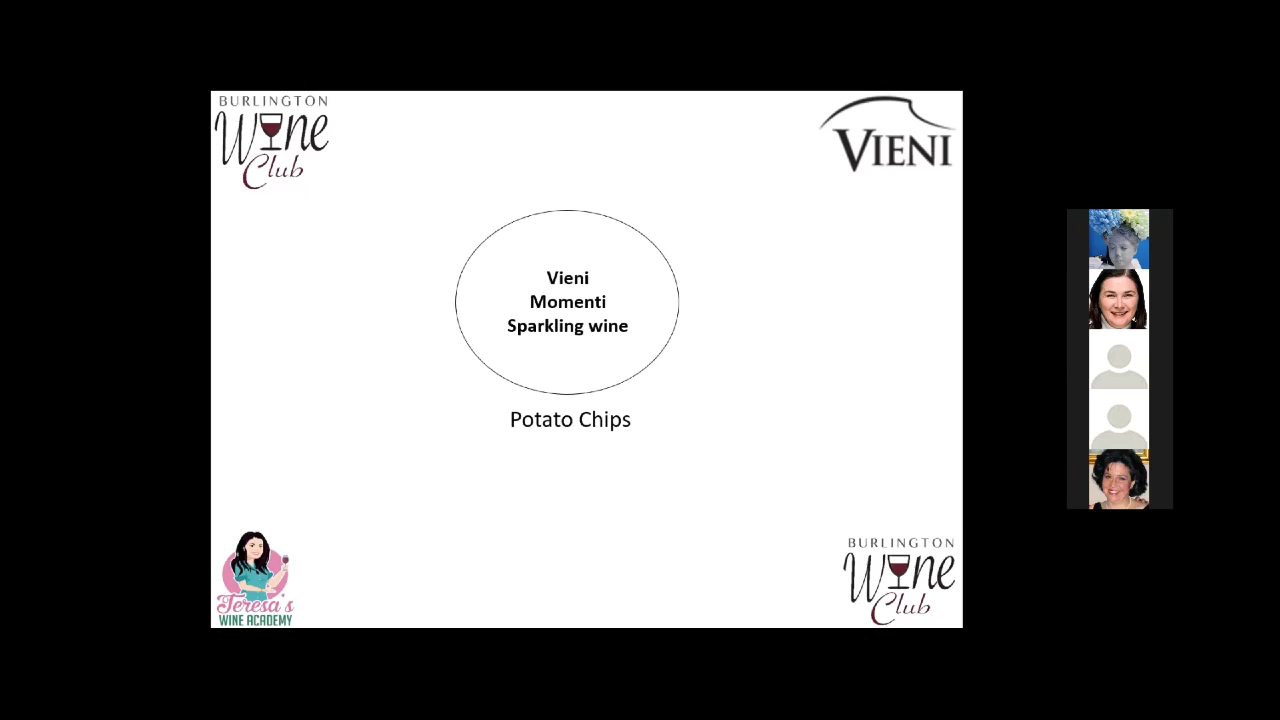 BURLINGTON
Wine
Club
VIENI
Vieni
Momenti
Sparkling wine
Potato Chips
Teresa's
WINE ACADEMY
BURLINGTON
Wine
Club